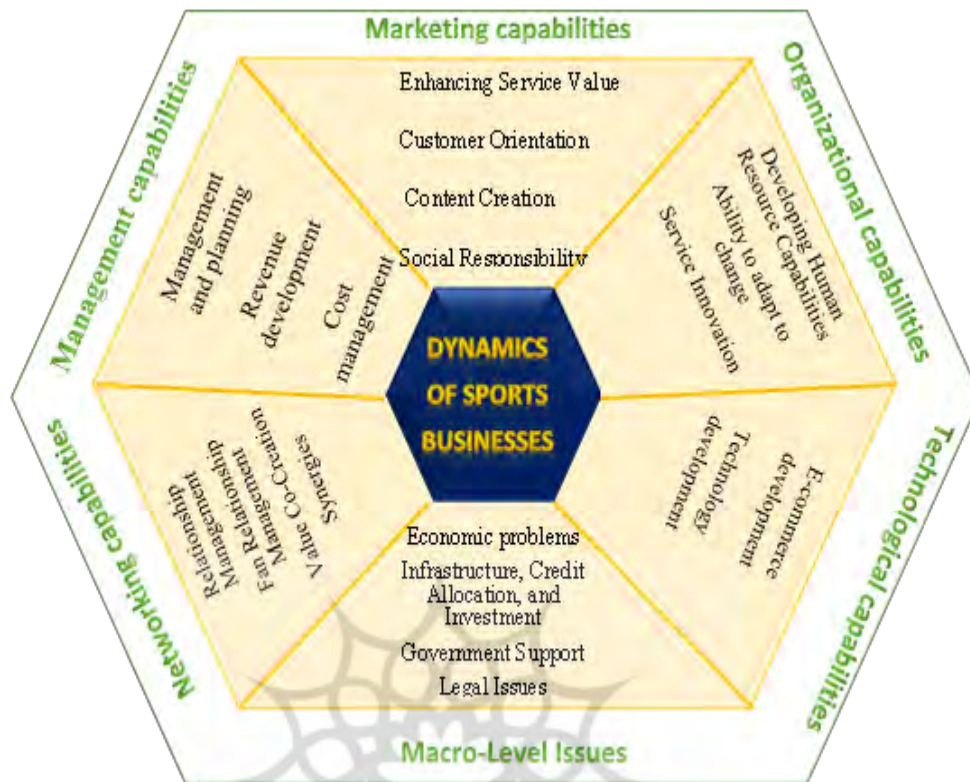 Marketing capabilities
Enhancing Service Value
Customer Orientation
Content Creation
Social Responsibility
Organizational capabilities
Developing Human
Resource Capabilities
Ability to adapt to
change
Service Innovation
Technological capabilities
E-commerce
development
Technology
development
Macro-Level Issues
Economic problems
Infrastructure, Credit
Allocation, and
Investment
Government Support
Legal Issues
Networking capabilities
Relationship
Management
Fan Relationship
Management
Value Co-Creation
Synergies
Management capabilities
Management
and planning
Revenue
development
Cost
management
DYNAMICS
OF SPORTS
BUSINESSES